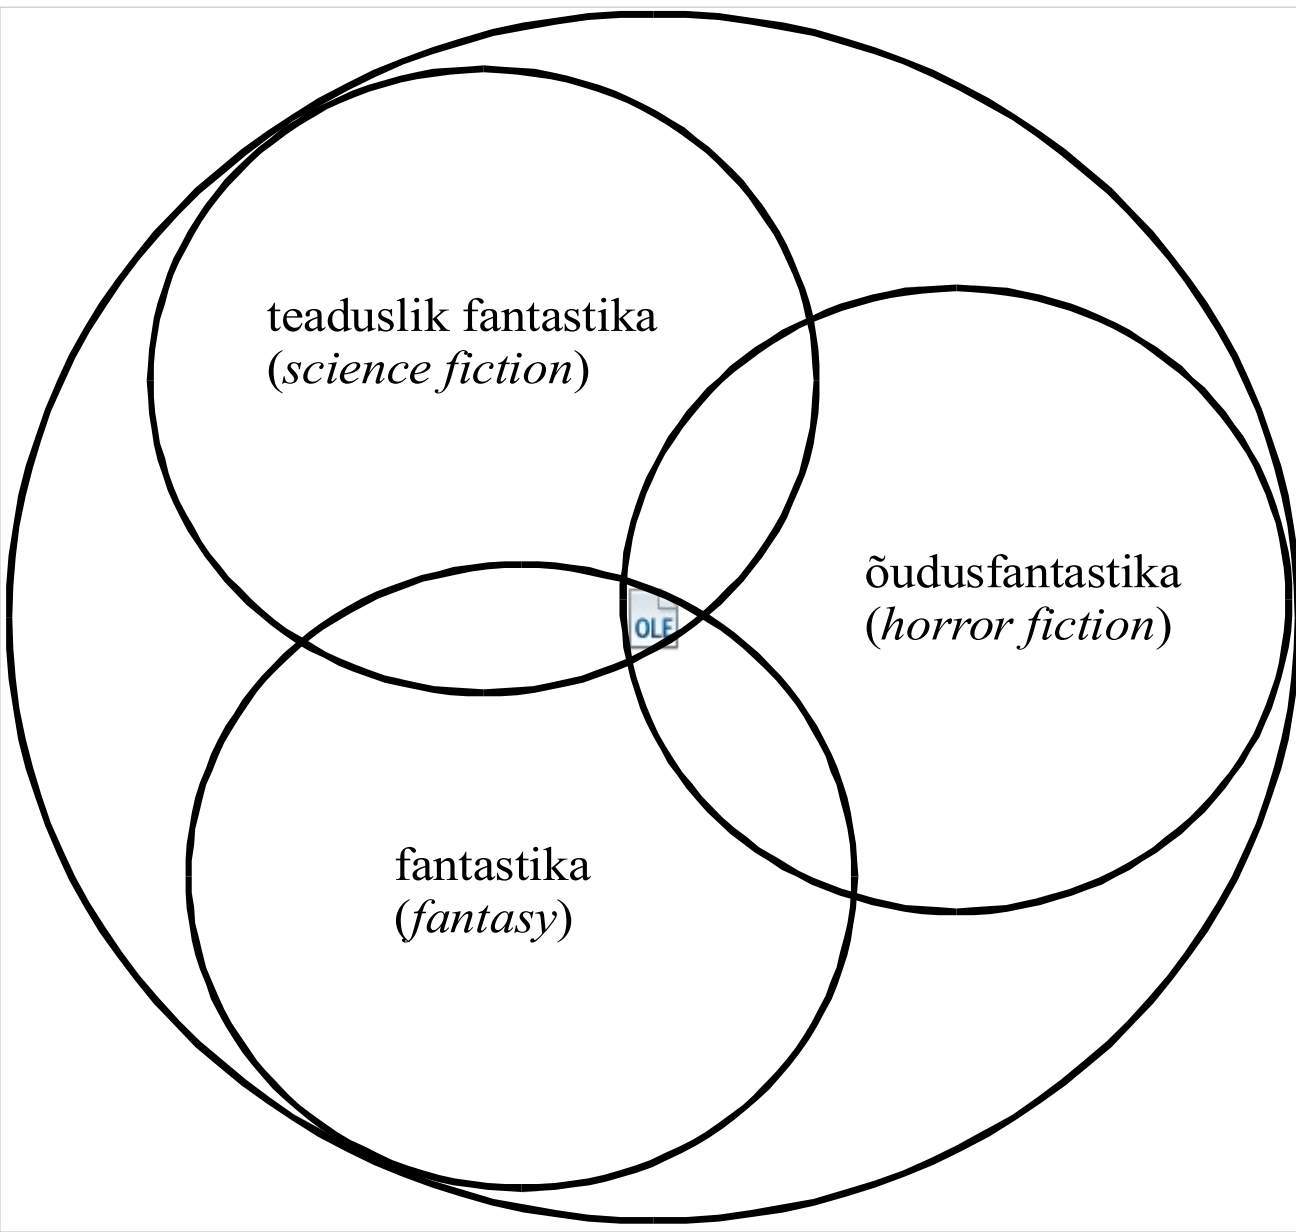 teaduslik fantastika
(science fiction)
õudusfantastika
(horror fiction)
OLE
fantastika
(fantasy)